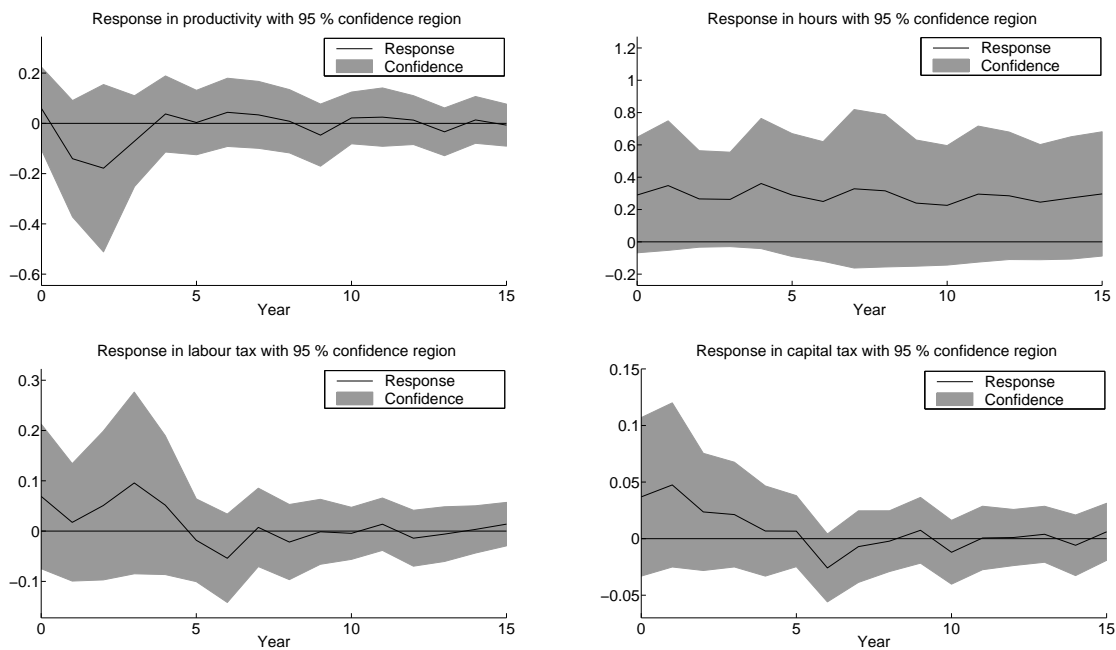 Response in productivity with 95 % confidence region
Response
Confidence
0.2
0
−0.2
−0.4
−0.6
0 5 10 15
Year
Response in hours with 95 % confidence region
Response
Confidence
1.2
1
0.8
0.6
0.4
0.2
0
−0.2
0 5 10 15
Year
Response in labour tax with 95 % confidence region
Response
Confidence
0.3
0.2
0.1
0
−0.1
0 5 10 15
Year
Response in capital tax with 95 % confidence region
Response
Confidence
0.15
0.1
0.05
0
−0.05
0 5 10 15
Year